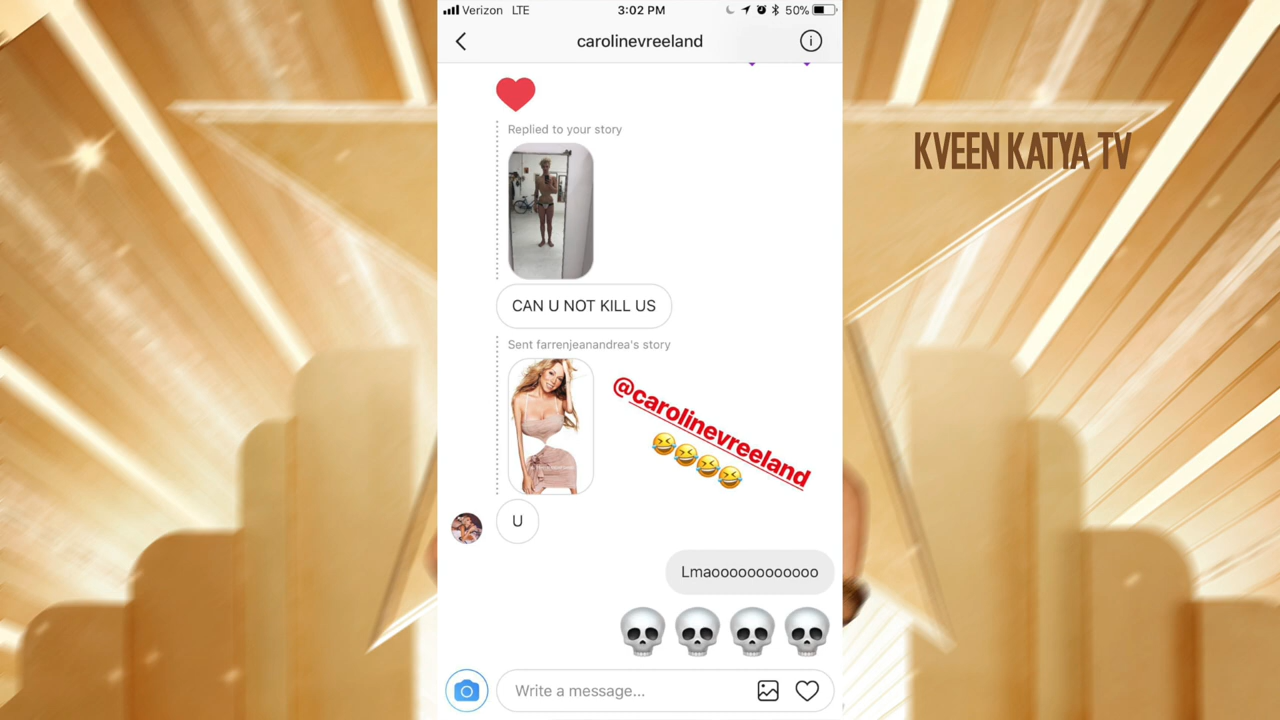 Verizon LTE 3:02 PM 50%
carolinevreeland
KVEEN KATYA TV
Replied to your story
CAN U NOT KILL US
Sent farrenjeanandrea's story
@carolinevreeland
U
Lmaoooooooooooo
Write a message...